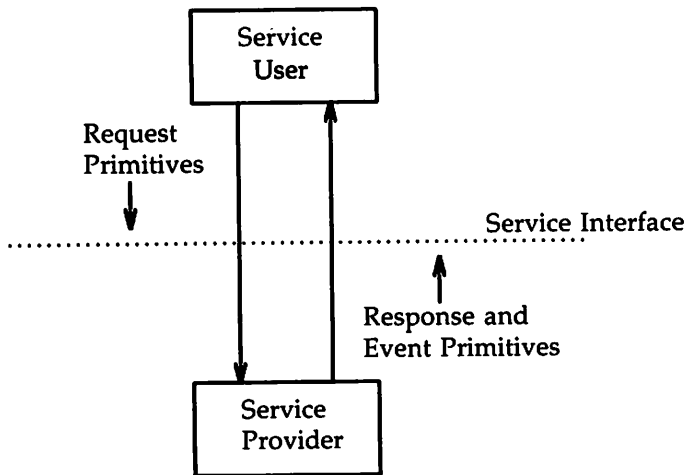 Service
User
Request
Primitives
Service Interface
Response and
Event Primitives
Service
Provider